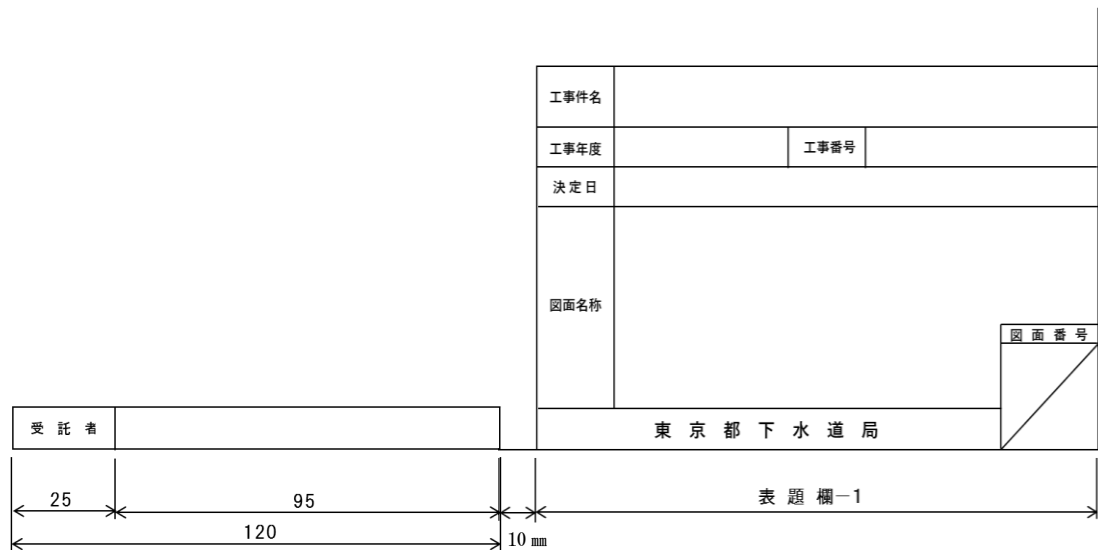 工事件名
工事年度
工事番号
決定日
図面名称
図面番号
受託者
東京都下水道局
25
95
表題欄－1
120
10 mm